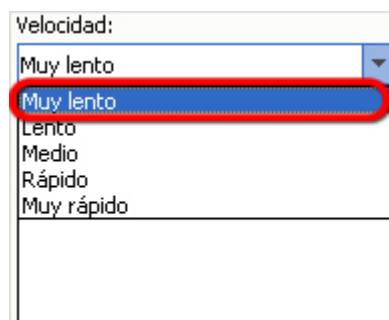 Velocidad:
Muy lento
Muy lento
Lento
Medio
Rápido
Muy rápido